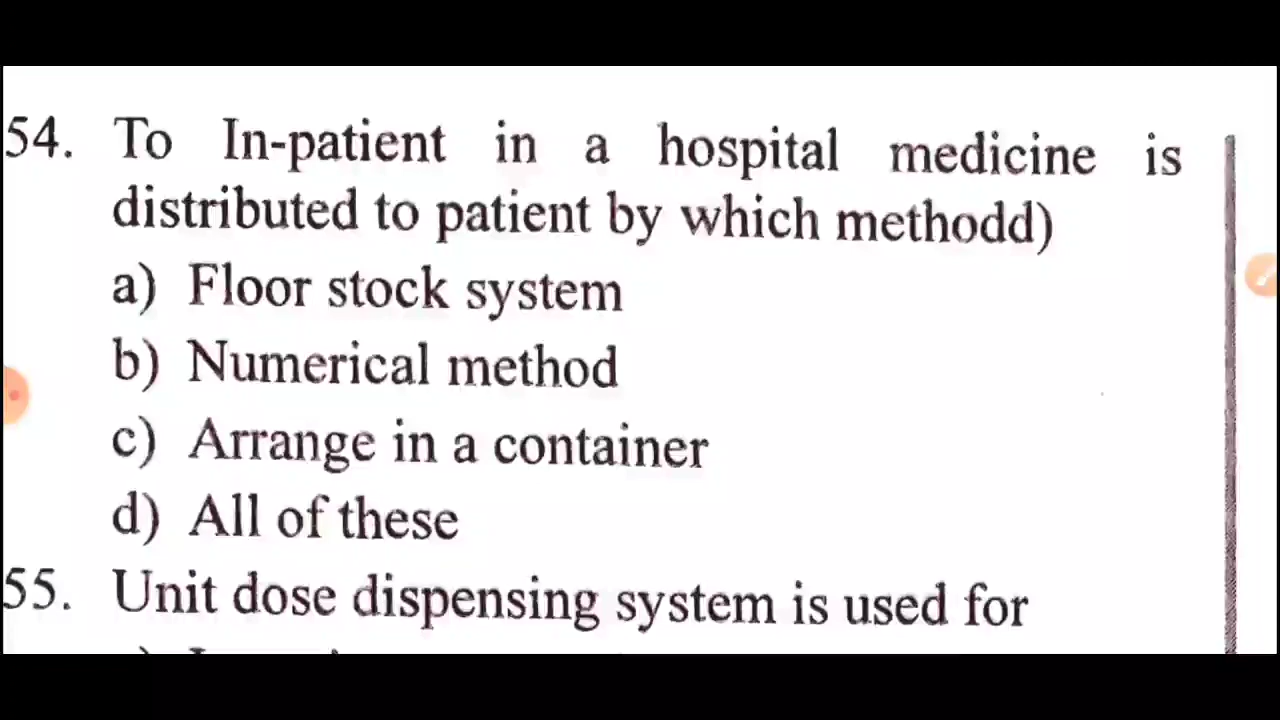 54. To In-patient in a hospital medicine is
distributed to patient by which methodd)
a) Floor stock system
b) Numerical method
c) Arrange in a container
d) All of these
55. Unit dose dispensing system is used for